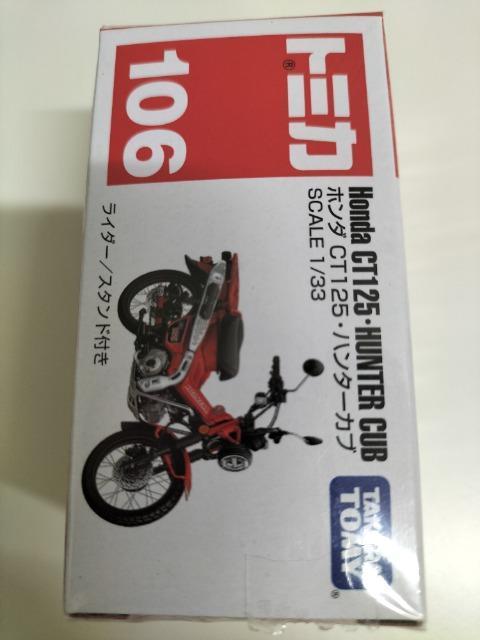 トミカ
®
106
Honda CT125・HUNTER CUB
ホンダ CT125・ハンターカブ
SCALE 1/33
ライダー/スタンド付き
TAKARA
TOMY
®